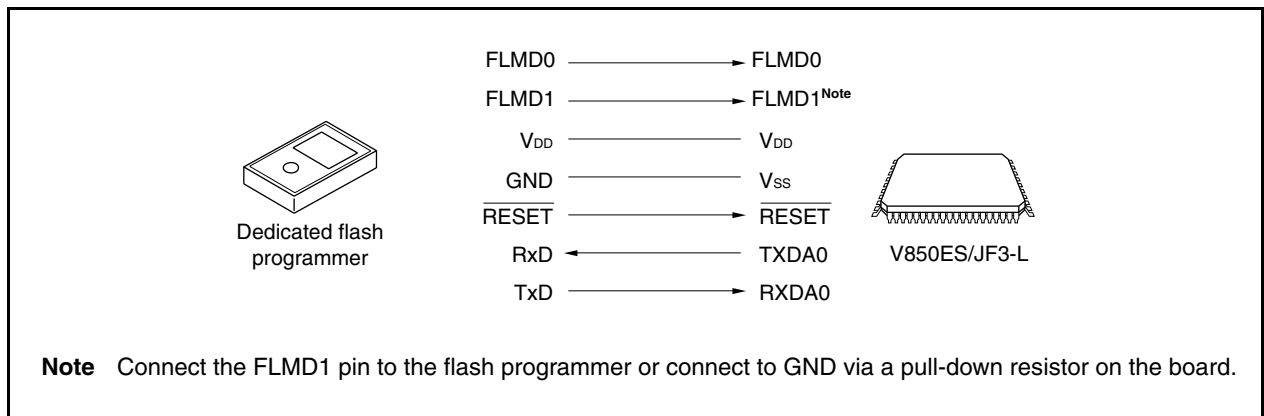 FLMD0 FLMD0
FLMD1 FLMD1Note
VDD VDD
GND VSS
RESET RESET
RxD TXDA0
TxD RXDA0
Dedicated flash
programmer
V850ES/JF3-L
Note Connect the FLMD1 pin to the flash programmer or connect to GND via a pull-down resistor on the board.